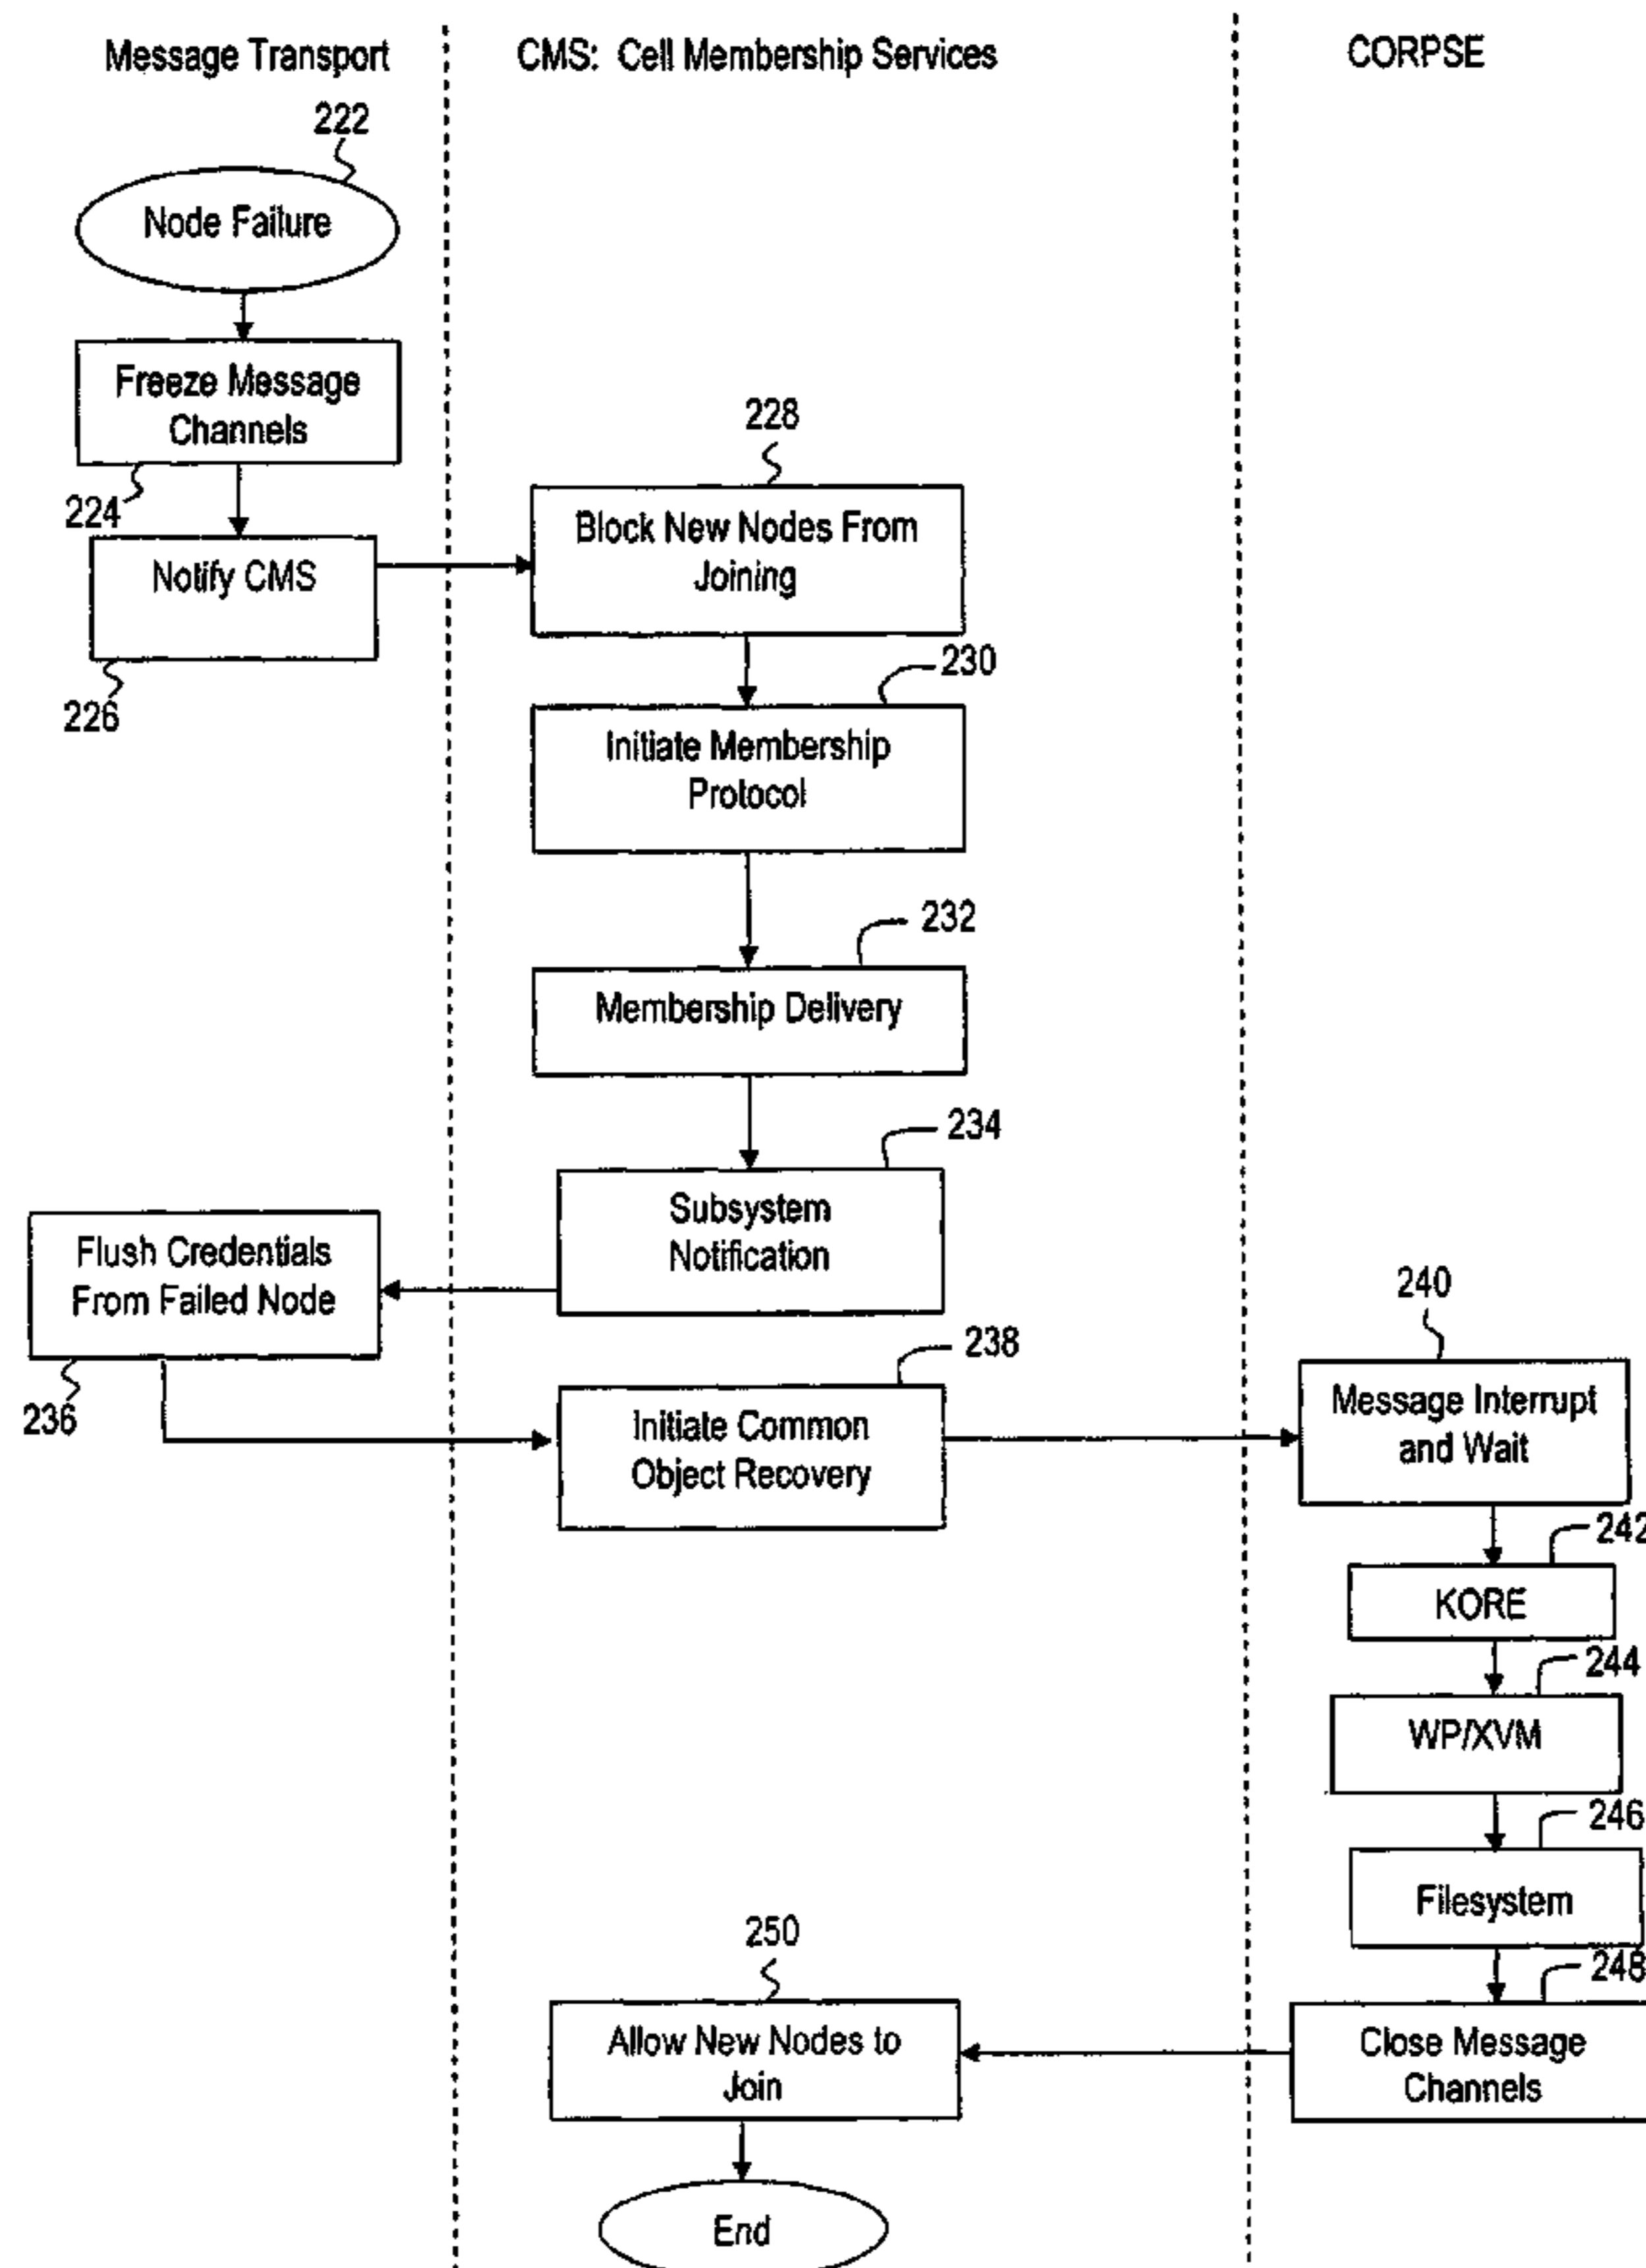 Message Transport
CMS: Cell Membership Services
CORPSE
222
Node Failure
Freeze Message
Channels
224
Notify CMS
226
228
Block New Nodes From
Joining
230
Initiate Membership
Protocol
232
Membership Delivery
234
Subsystem
Notification
Flush Credentials
From Failed Node
236
238
Initiate Common
Object Recovery
240
Message Interrupt
and Wait
242
KORE
244
WP/XVM
246
Filesystem
248
Close Message
Channels
250
Allow New Nodes to
Join
End